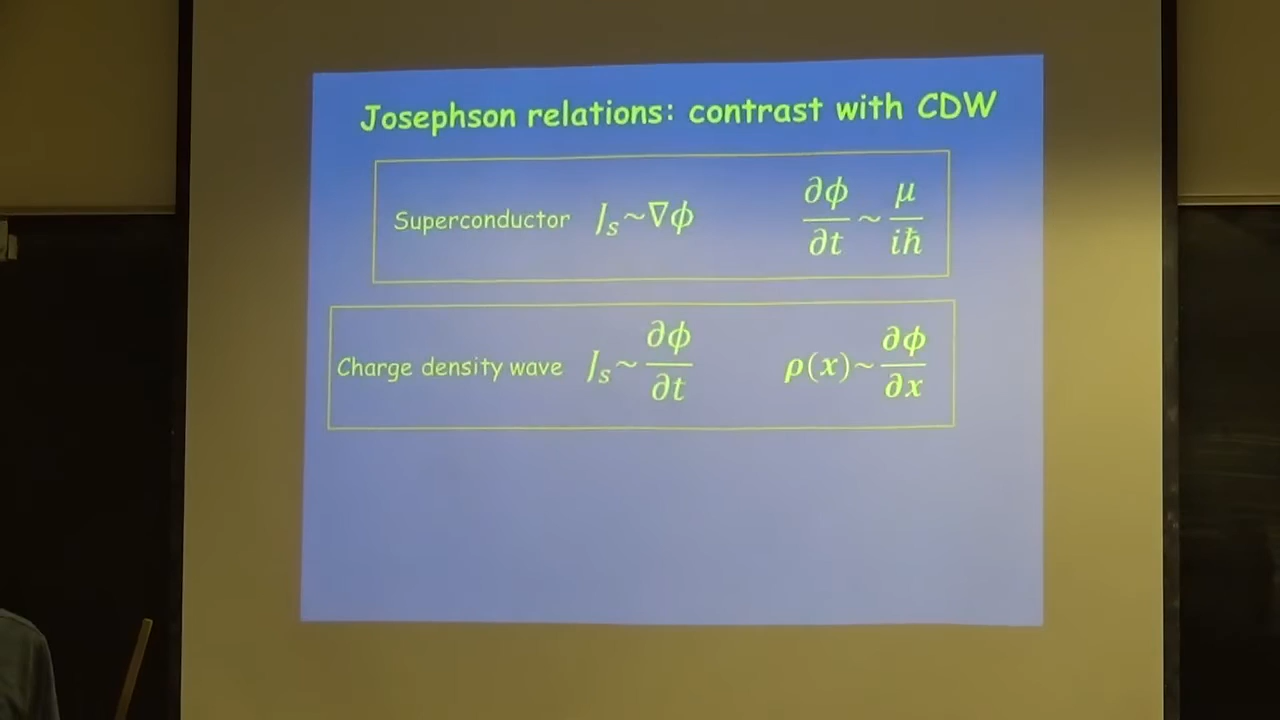 Josephson relations: contrast with CDW
Superconductor J_s~∇ϕ ∂ϕ/∂t ~ μ/iħ
Charge density wave J_s~ ∂ϕ/∂t ρ(x)~ ∂ϕ/∂x